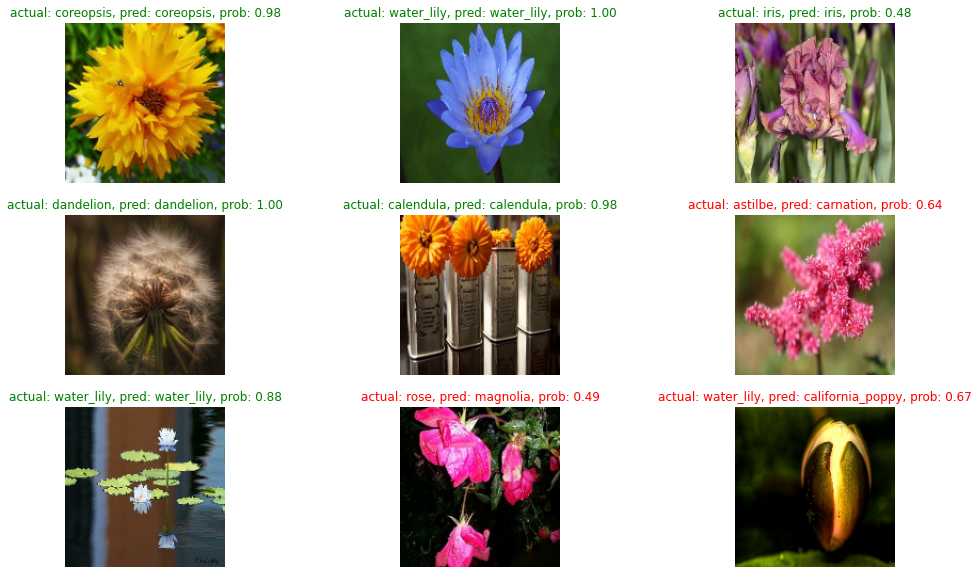 actual: coreopsis, pred: coreopsis, prob: 0.98
actual: water_lily, pred: water_lily, prob: 1.00
actual: iris, pred: iris, prob: 0.48
actual: dandelion, pred: dandelion, prob: 1.00
actual: calendula, pred: calendula, prob: 0.98
actual: astilbe, pred: carnation, prob: 0.64
actual: water_lily, pred: water_lily, prob: 0.88
actual: rose, pred: magnolia, prob: 0.49
actual: water_lily, pred: california_poppy, prob: 0.67